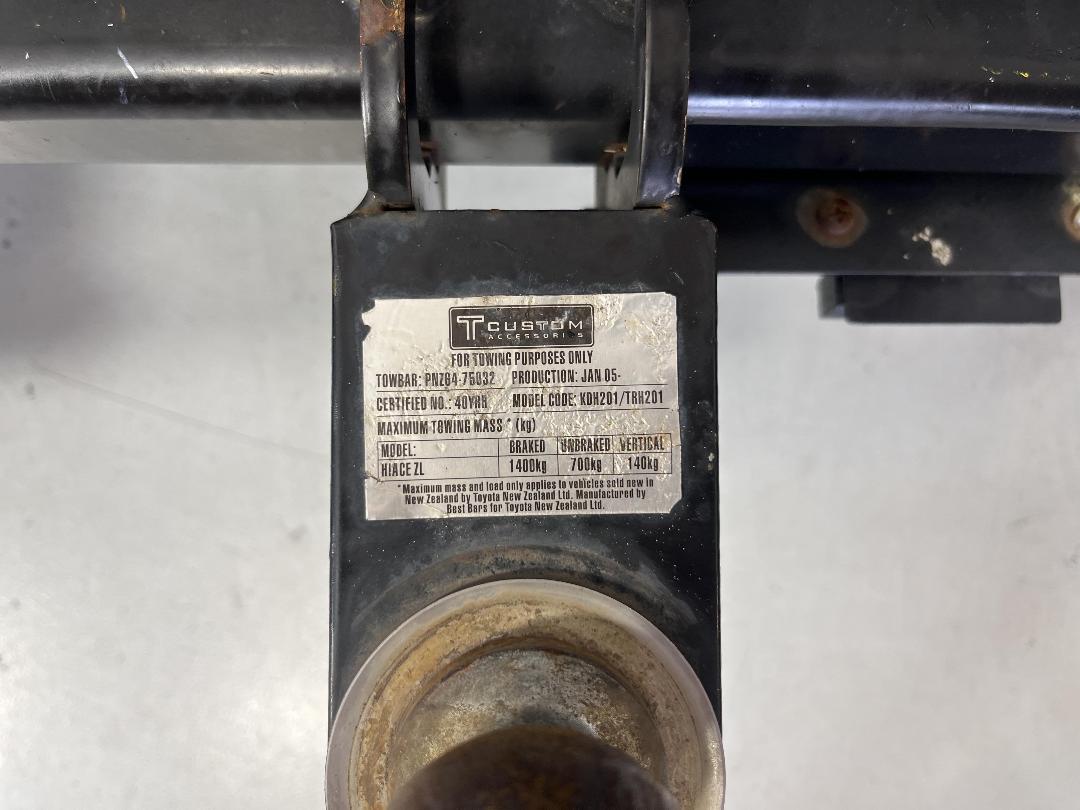 T CUSTOM
ACCESSORIES
FOR TOWING PURPOSES ONLY
TOWBAR: PNZ84-75032 PRODUCTION: JAN 05-
CERTIFIED NO.: MODEL CODE: KDH201/TRH201
MAXIMUM TOWING MASS * (kg)
MODEL: BRAKED UNBRAKED VERTICAL
HIACE ZL 1400kg 700kg 140kg
*Maximum mass and load only applies to vehicles sold new in
New Zealand by Toyota New Zealand Ltd. Manufactured by
Best Bars for Toyota New Zealand Ltd.